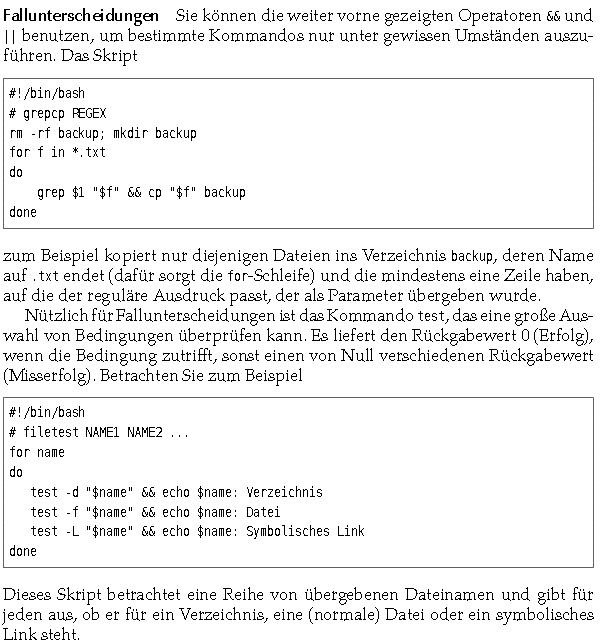 Fallunterscheidungen Sie können die weiter vorne gezeigten Operatoren && und
|| benutzen, um bestimmte Kommandos nur unter gewissen Umständen auszu-
führen. Das Skript
#!/bin/bash
# grepcp REGEX
rm -rf backup; mkdir backup
for f in *.txt
do
    grep $1 "$f" && cp "$f" backup
done
zum Beispiel kopiert nur diejenigen Dateien ins Verzeichnis backup, deren Name
auf .txt endet (dafür sorgt die for-Schleife) und die mindestens eine Zeile haben,
auf die der reguläre Ausdruck passt, der als Parameter übergeben wurde.
Nützlich für Fallunterscheidungen ist das Kommando test, das eine große Aus-
wahl von Bedingungen überprüfen kann. Es liefert den Rückgabewert 0 (Erfolg),
wenn die Bedingung zutrifft, sonst einen von Null verschiedenen Rückgabewert
(Misserfolg). Betrachten Sie zum Beispiel
#!/bin/bash
# filetest NAME1 NAME2 ...
for name
do
   test -d "$name" && echo $name: Verzeichnis
   test -f "$name" && echo $name: Datei
   test -L "$name" && echo $name: Symbolisches Link
done
Dieses Skript betrachtet eine Reihe von übergebenen Dateinamen und gibt für
jeden aus, ob er für ein Verzeichnis, eine (normale) Datei oder ein symbolisches
Link steht.